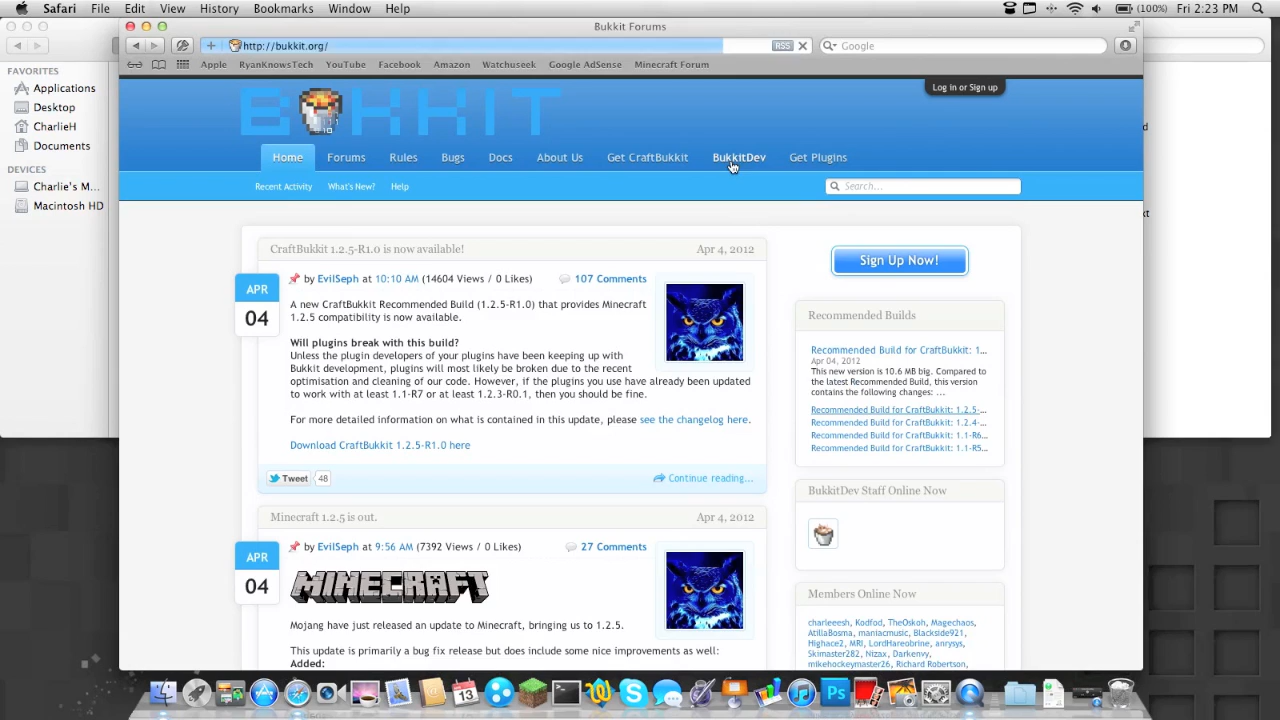 Safari File Edit View History Bookmarks Window Help (100%) Fri 2:23 PM
Bukkit Forums
http://bukkit.org/ RSS Google
Apple RyanKnowsTech YouTube Facebook Amazon Watchuseek Google AdSense Minecraft Forum
FAVORITES
Applications
Desktop
CharlieH
Documents
DEVICES
Charlie's M...
Macintosh HD
Log in or Sign up
BUKKIT
Home Forums Rules Bugs Docs About Us Get CraftBukkit BukkitDev Get Plugins
Recent Activity What's New? Help Search...
CraftBukkit 1.2.5-R1.0 is now available! Apr 4, 2012
APR
04
by EvilSeph at 10:10 AM (14604 Views / 0 Likes) 107 Comments
A new CraftBukkit Recommended Build (1.2.5-R1.0) that provides Minecraft
1.2.5 compatibility is now available.
Will plugins break with this build?
Unless the plugin developers of your plugins have been keeping up with
Bukkit development, plugins will most likely be broken due to the recent
optimisation and cleaning of our code. However, if the plugins you use have already been updated
to work with at least 1.1-R7 or at least 1.2.3-R0.1, then you should be fine.
For more detailed information on what is contained in this update, please see the changelog here.
Download CraftBukkit 1.2.5-R1.0 here
Tweet 48 Continue reading...
Minecraft 1.2.5 is out. Apr 4, 2012
APR
04
by EvilSeph at 9:56 AM (7392 Views / 0 Likes) 27 Comments
MINECRAFT
Mojang have just released an update to Minecraft, bringing us to 1.2.5.
This update is primarily a bug fix release but does include some nice improvements as well:
Added:
Sign Up Now!
Recommended Builds
Recommended Build for CraftBukkit: 1...
Apr 04, 2012
This new version is 10.6 MB big. Compared to
the latest Recommended Build, this version
contains the following changes: ...
Recommended Build for CraftBukkit: 1.2.5-...
Recommended Build for CraftBukkit: 1.2.4-...
Recommended Build for CraftBukkit: 1.1-R6...
Recommended Build for CraftBukkit: 1.1-R5...
BukkitDev Staff Online Now
Members Online Now
charleeesh, Kodfod, TheOskoh, Magechaos,
AtillaBosma, maniacmusic, Blackside921,
Highace2, MRI, LordHareobrine, anrysys,
Skimaster282, Nizax, Darkenvy,
mikehockeymaster26, Richard Robertson,
13
Ps